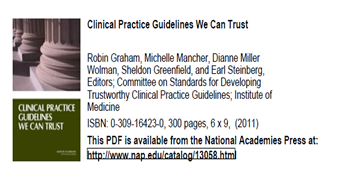 Clinical Practice Guidelines We Can Trust
Robin Graham, Michelle Mancher, Dianne Miller
Wolman, Sheldon Greenfield, and Earl Steinberg,
Editors; Committee on Standards for Developing
Trustworthy Clinical Practice Guidelines; Institute of
Medicine
ISBN: 0-309-16423-0, 300 pages, 6 x 9, (2011)
This PDF is available from the National Academies Press at:
http://www.nap.edu/catalog/13058.html
CLINICAL PRACTICE
GUIDELINES
WE CAN TRUST